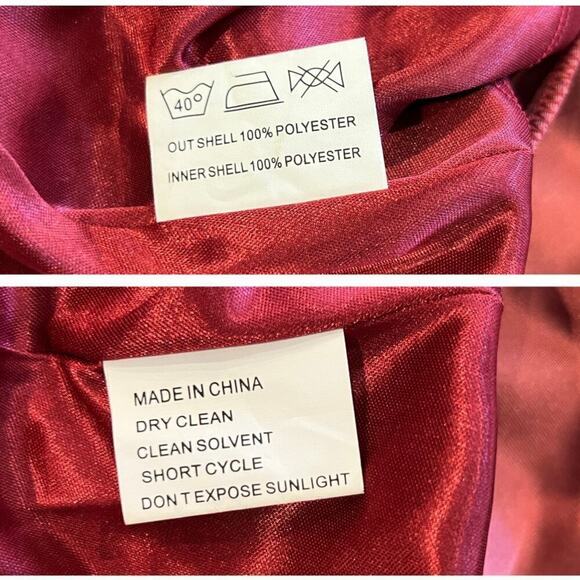 40°
OUT SHELL 100% POLYESTER
INNER SHELL 100% POLYESTER
MADE IN CHINA
DRY CLEAN
CLEAN SOLVENT
SHORT CYCLE
DON T EXPOSE SUNLIGHT